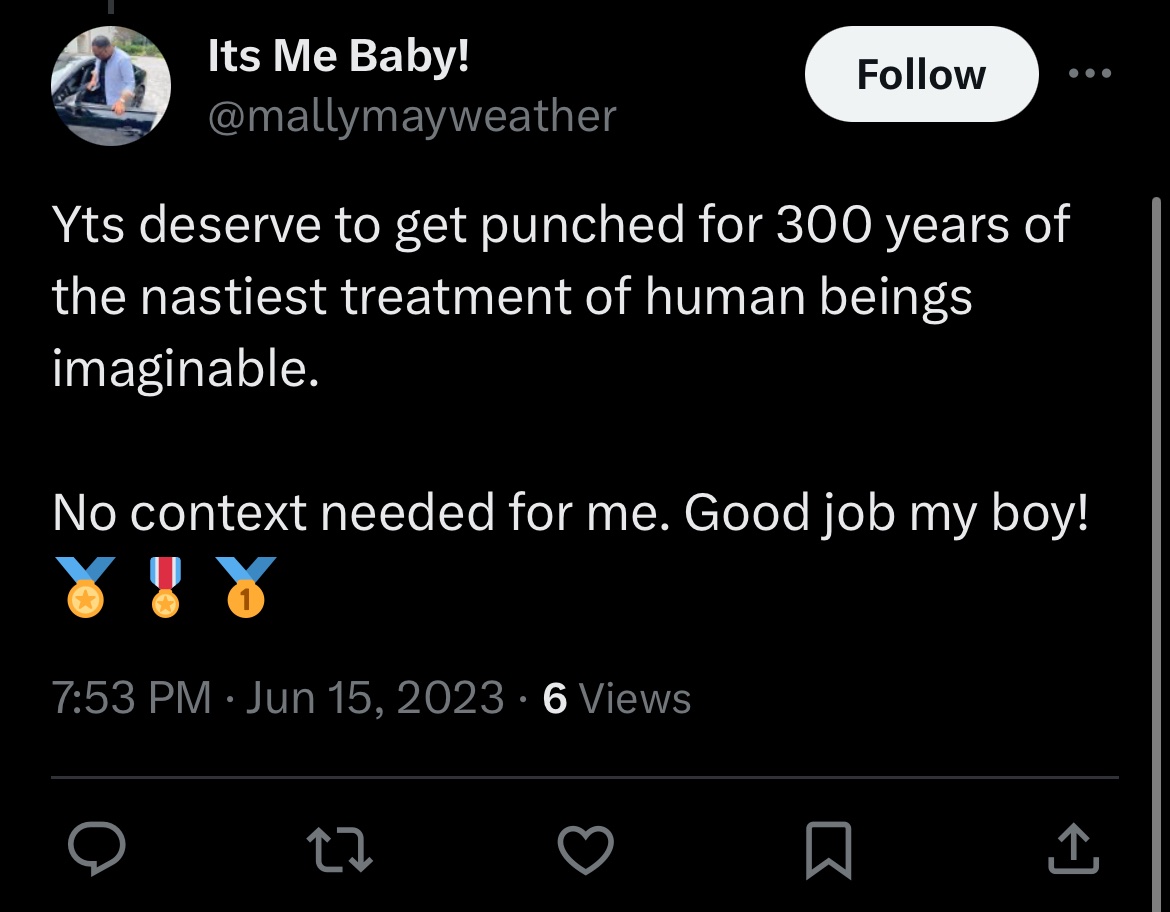 Its Me Baby!
Follow
@mallymayweather
Yts deserve to get punched for 300 years of
the nastiest treatment of human beings
imaginable.
No context needed for me. Good job my boy!
🏅 🎖 🥇
7:53 PM · Jun 15, 2023 · 6 Views